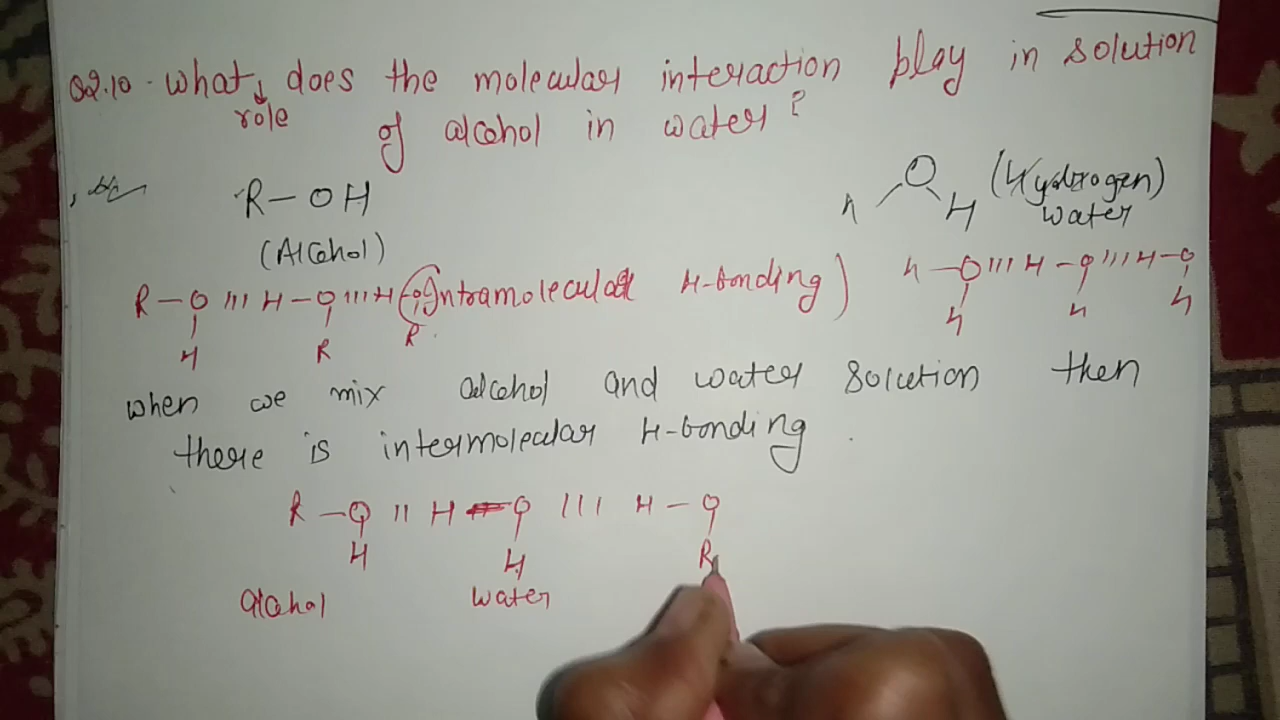 Q2.10. What role does the molecular interaction play in solution
of alcohol in water?
R-OH
(Alcohol)
O
H H
(Hydrogen)
water
R-O ||| H-O |||H (Intramolecular H-bonding)
H R R
H-O ||| H-O |||H-O
H H H
when we mix alcohol and water solution then
there is intermolecular H-bonding.
R-O || H-O ||| H-O
H H R
alcohol water